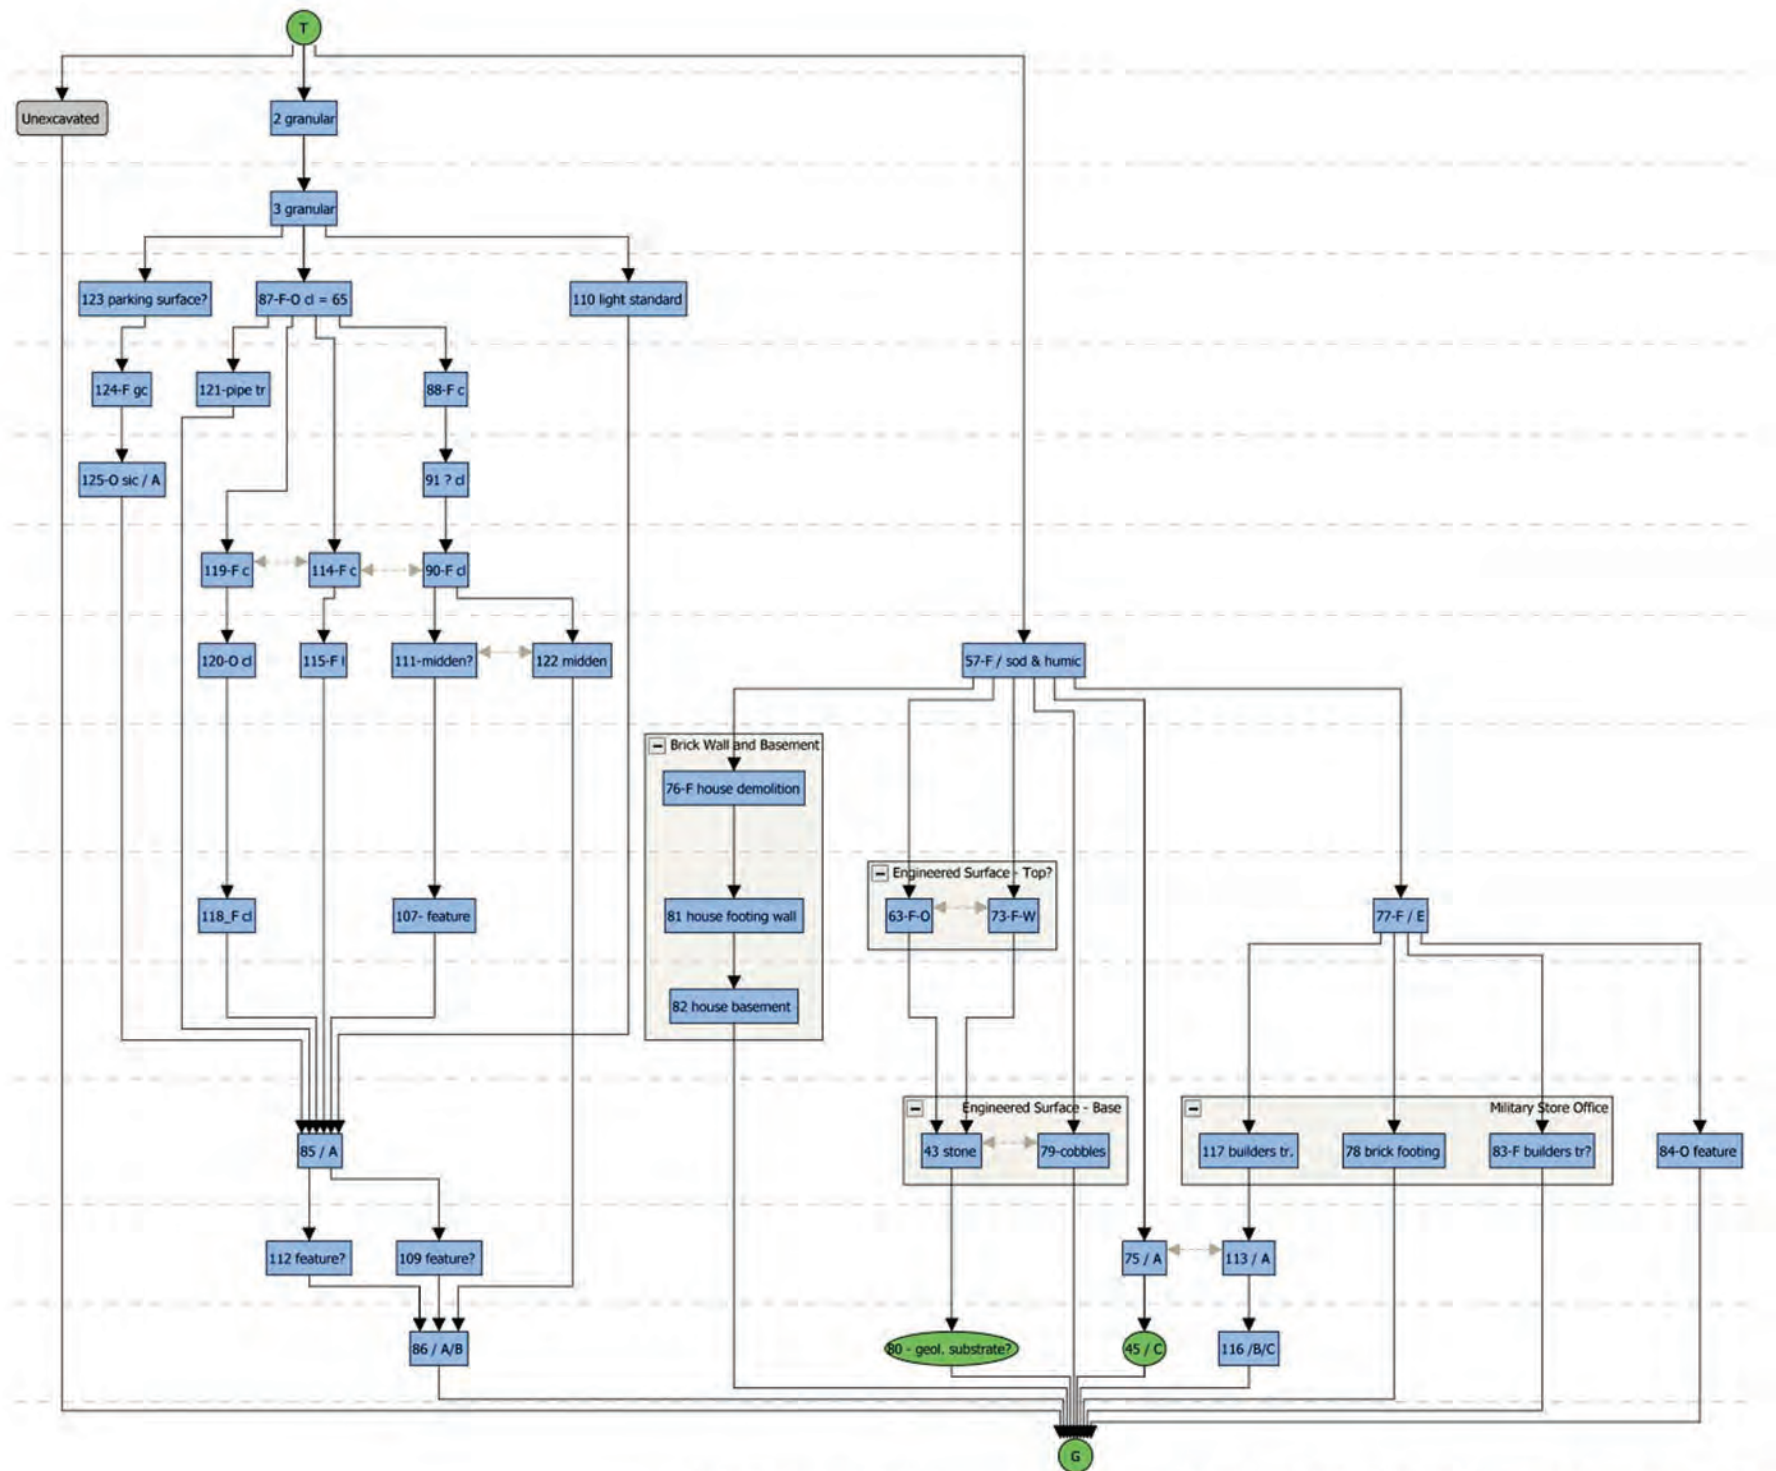 T
Unexcavated
2 granular
3 granular
123 parking surface?
87-F-O cl = 65
110 light standard
124-F gc
121-pipe tr
88-F c
125-O sic / A
91 ? cl
119-F c
114-F c
90-F cl
120-O cl
115-F l
111-midden?
122 midden
57-F / sod & humic
Brick Wall and Basement
76-F house demolition
Engineered Surface - Top?
118_F cl
107- feature
81 house footing wall
63-F-O
73-F-W
77-F / E
82 house basement
Engineered Surface - Base
Military Store Office
85 / A
43 stone
79-cobbles
117 builders tr.
78 brick footing
83-F builders tr?
84-O feature
112 feature?
109 feature?
75 / A
113 / A
86 / A/B
80 - geol. substrate?
45 / C
116 /B/C
G